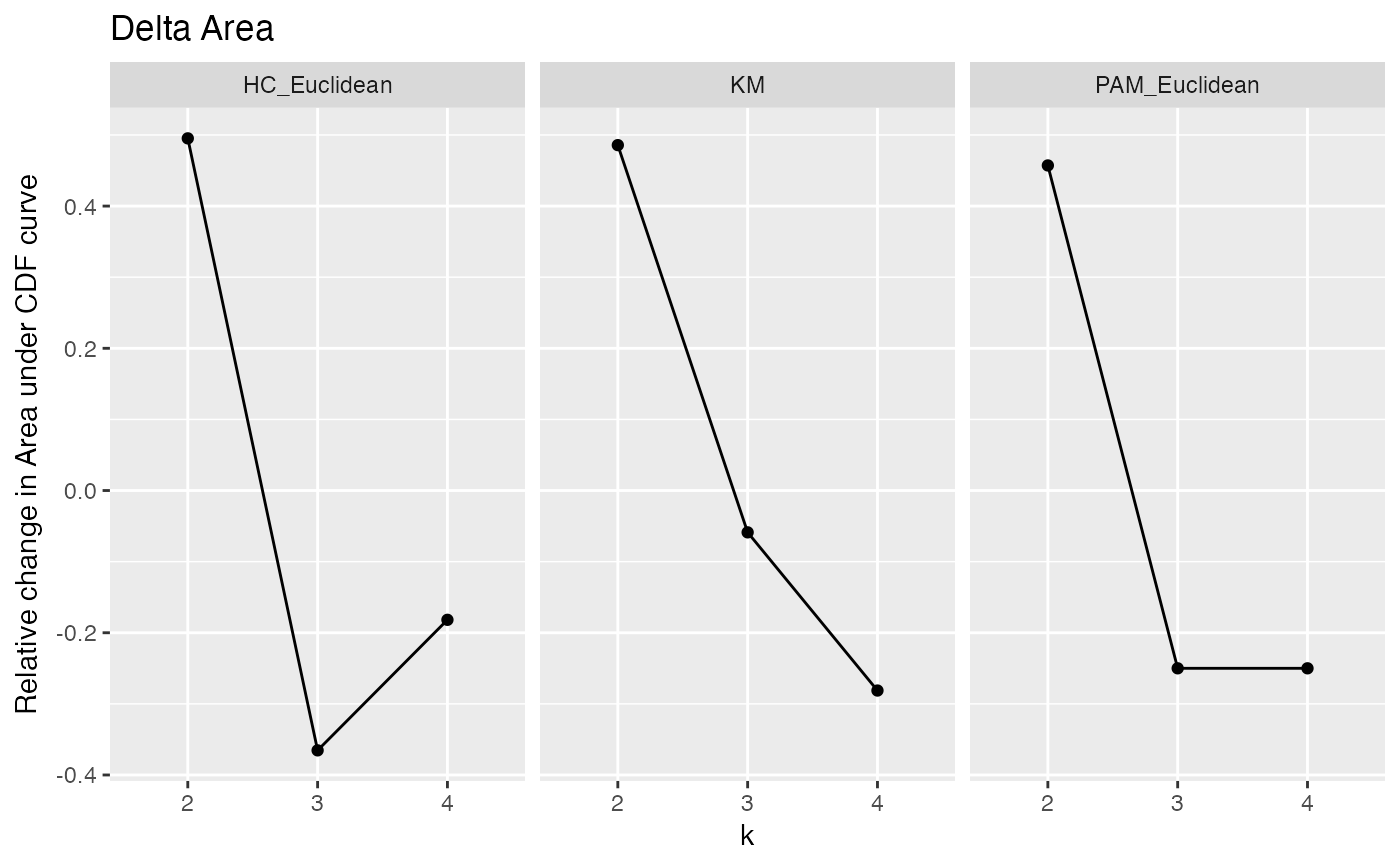 Delta Area
HC_Euclidean
KM
PAM_Euclidean
Relative change in Area under CDF curve
0.4
0.2
0.0
-0.2
-0.4
2 3 4
2 3 4
2 3 4
k